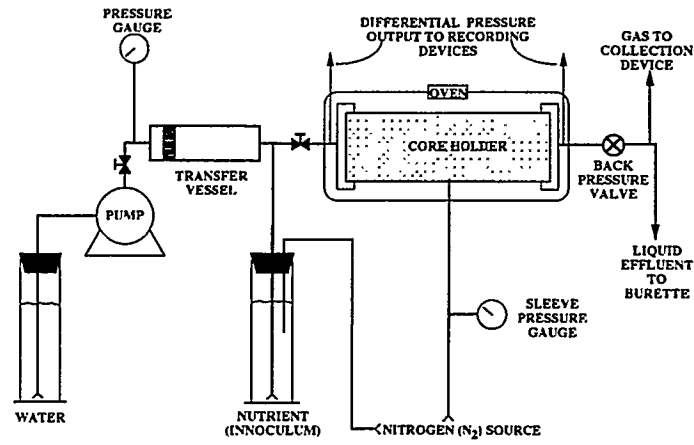 PRESSURE
GAUGE
DIFFERENTIAL PRESSURE
OUTPUT TO RECORDING
DEVICES
GAS TO
COLLECTION
DEVICE
OVEN
CORE HOLDER
TRANSFER
VESSEL
BACK
PRESSURE
VALVE
PUMP
LIQUID
EFFLUENT
TO
BURETTE
SLEEVE
PRESSURE
GAUGE
WATER
NUTRIENT
(INNOCULUM)
NITROGEN (N₂) SOURCE